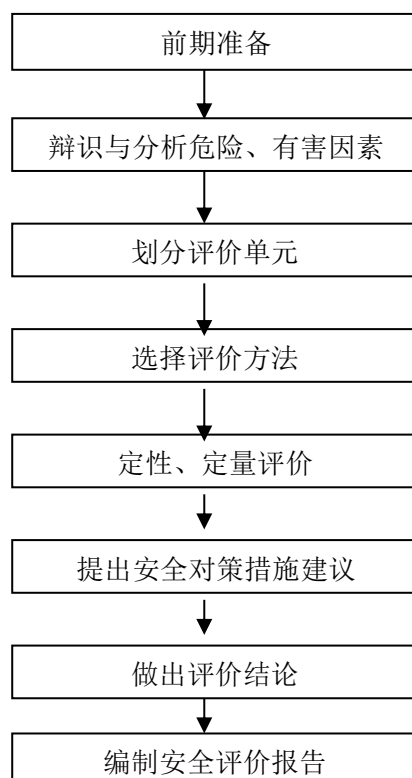 前期准备
辩识与分析危险、有害因素
划分评价单元
选择评价方法
定性、定量评价
提出安全对策措施建议
做出评价结论
编制安全评价报告